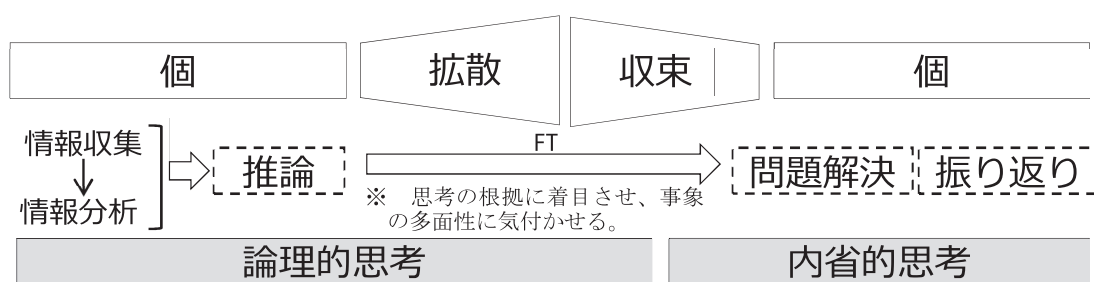 個
拡散
収束
個
情報収集
情報分析
推論
FT
※ 思考の根拠に着目させ、事象
の多面性に気付かせる。
問題解決
振り返り
論理的思考
内省的思考